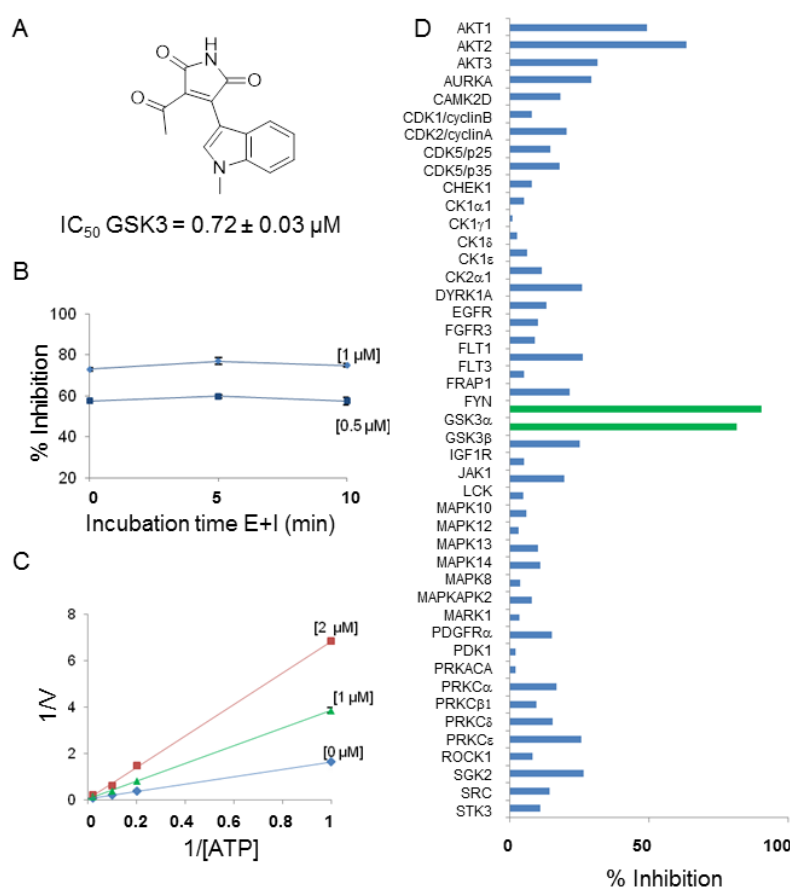 A
NH
O
O
O
N
IC50 GSK3 = 0.72 ± 0.03 µM
B
% Inhibition
100
80
60
40
20
[1 µM]
[0.5 µM]
0
5
10
Incubation time E+I (min)
C
1/V
8
6
4
2
0
[2 µM]
[1 µM]
[0 µM]
0
0.2
0.4
0.6
0.8
1
1/[ATP]
D
AKT1
AKT2
AKT3
AURKA
CAMK2D
CDK1/cyclinB
CDK2/cyclinA
CDK5/p25
CDK5/p35
CHEK1
CK1α1
CK1γ1
CK1δ
CK1ε
CK2α1
DYRK1A
EGFR
FGFR3
FLT1
FLT3
FRAP1
FYN
GSK3α
GSK3β
IGF1R
JAK1
LCK
MAPK10
MAPK12
MAPK13
MAPK14
MAPK8
MAPKAPK2
MARK1
PDGFRα
PDK1
PRKACA
PRKCα
PRKCβ1
PRKCδ
PRKCε
ROCK1
SGK2
SRC
STK3
0
50
100
% Inhibition